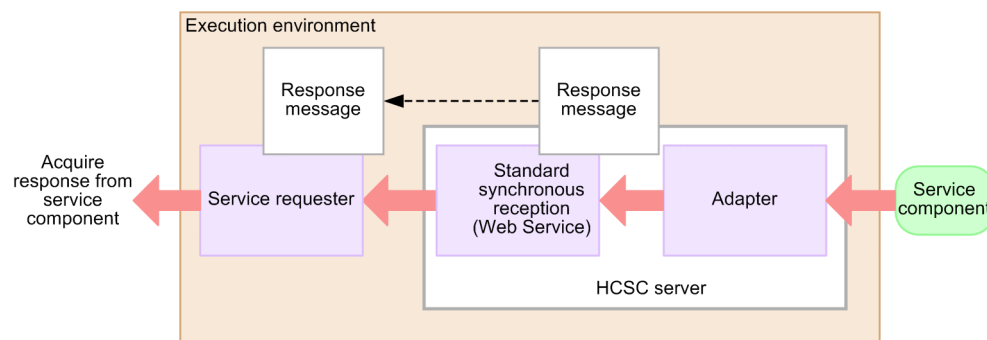 Execution environment
Response
message
Response
message
Acquire
response from
service
component
Service requester
Standard
synchronous
reception
(Web Service)
Adapter
Service
component
HCSC server